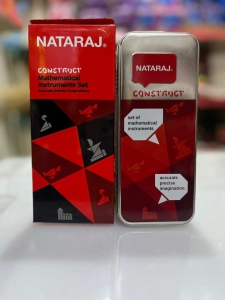 NATARAJ®
CONSTRUCT
Mathematical
Instruments Set
NATARAJ.
CONSTRUCT
set of
mathematical
instruments
accurate
precise
imagination